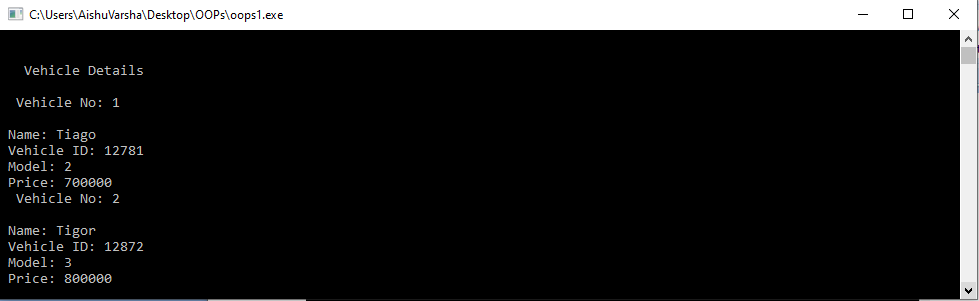 C:\Users\AishuVarsha\Desktop\OOPs\oops1.exe
Vehicle Details
Vehicle No: 1
Name: Tiago
Vehicle ID: 12781
Model: 2
Price: 700000
Vehicle No: 2
Name: Tigor
Vehicle ID: 12872
Model: 3
Price: 800000